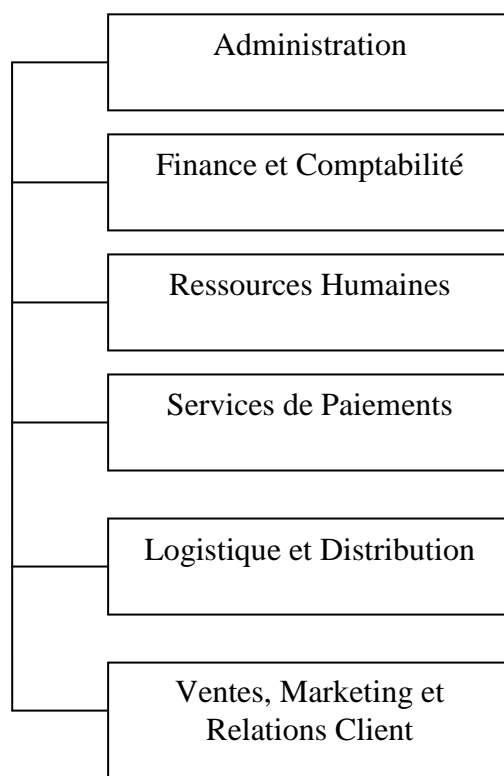 Administration
Finance et Comptabilité
Ressources Humaines
Services de Paiements
Logistique et Distribution
Ventes, Marketing et
Relations Client